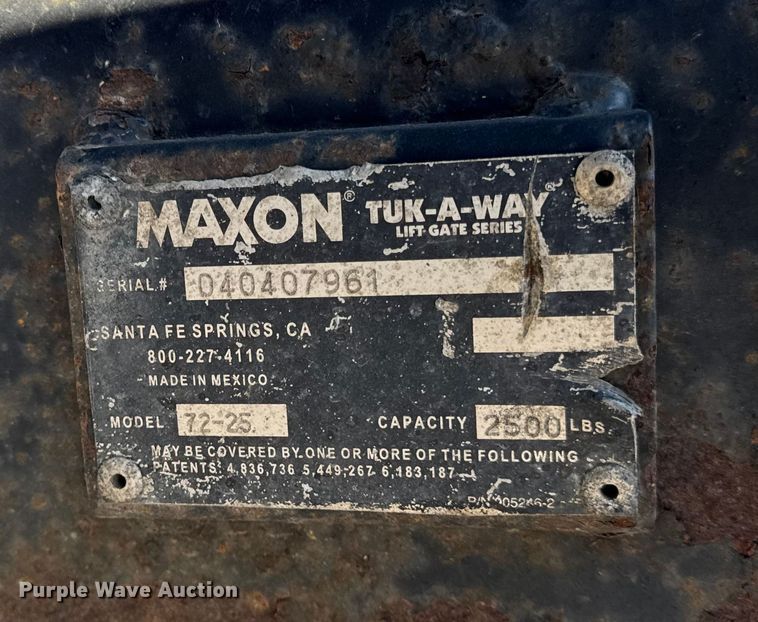 MAXON® TUK-A-WAY®
LIFT GATE SERIES
SERIAL# 040407961
SANTA FE SPRINGS, CA
800-227-4116
MADE IN MEXICO
MODEL 72-25 CAPACITY 2500 LBS.
MAY BE COVERED BY ONE OR MORE OF THE FOLLOWING
PATENTS: 4,836,736 5,449,267 6,183,187
P/N
Purple Wave Auction